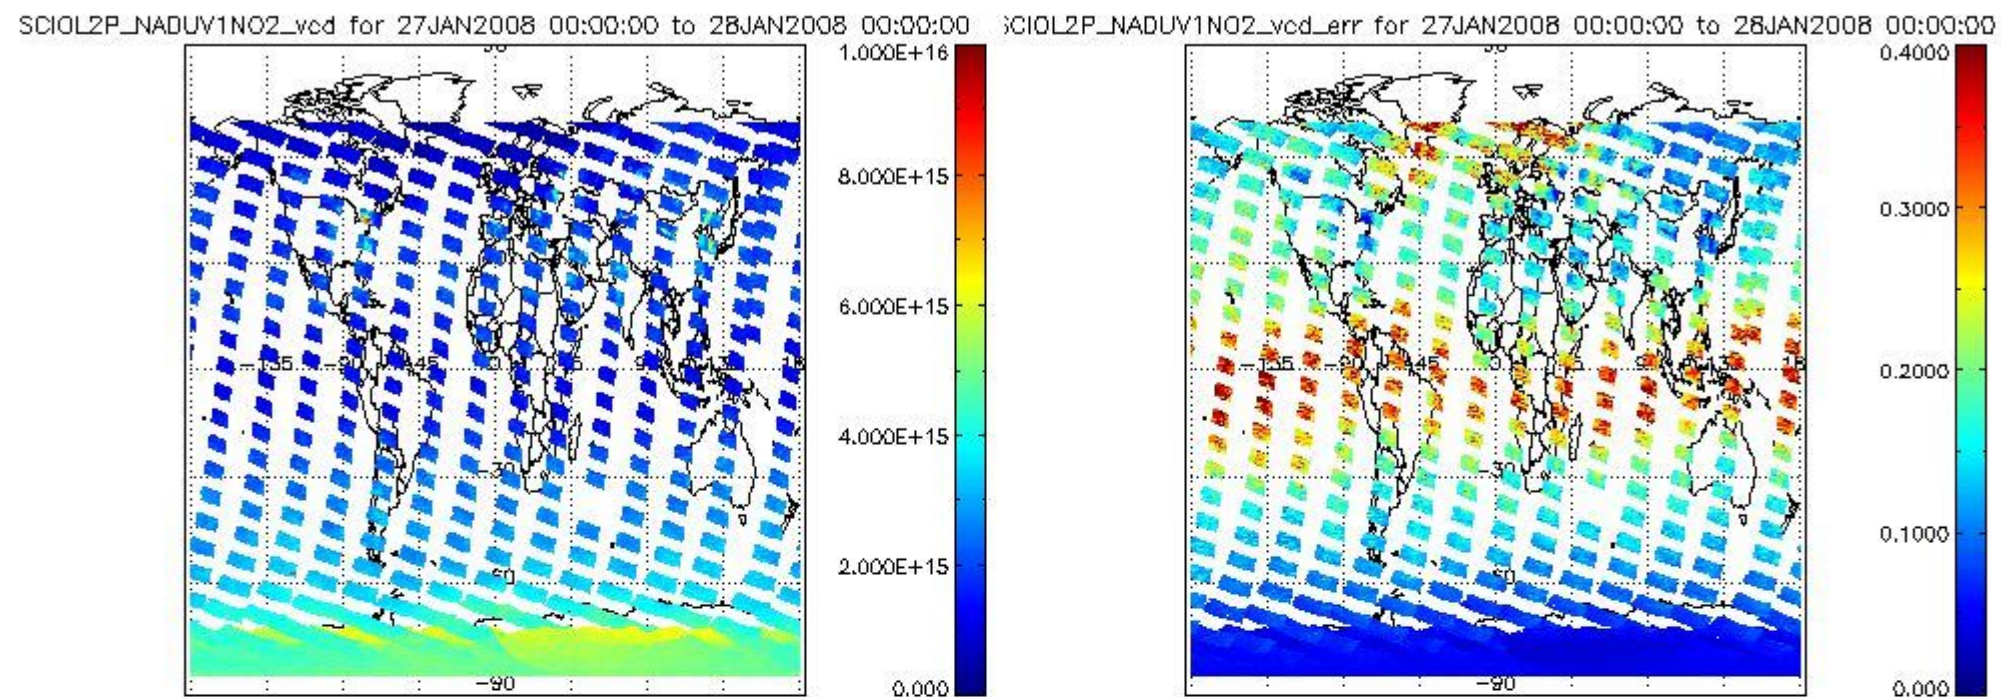 SCIOL2P_NADUV1NO2_vcd for 27JAN2008 00:00:00 to 28JAN2008 00:00:00
1.000E+16
8.000E+15
6.000E+15
4.000E+15
2.000E+15
0.000
-135 -90 -45
-30
-60
-90
SCIOL2P_NADUV1NO2_vcd_err for 27JAN2008 00:00:00 to 28JAN2008 00:00:00
0.4000
0.3000
0.2000
0.1000
0.000
-135 -45
-30
-60
-90